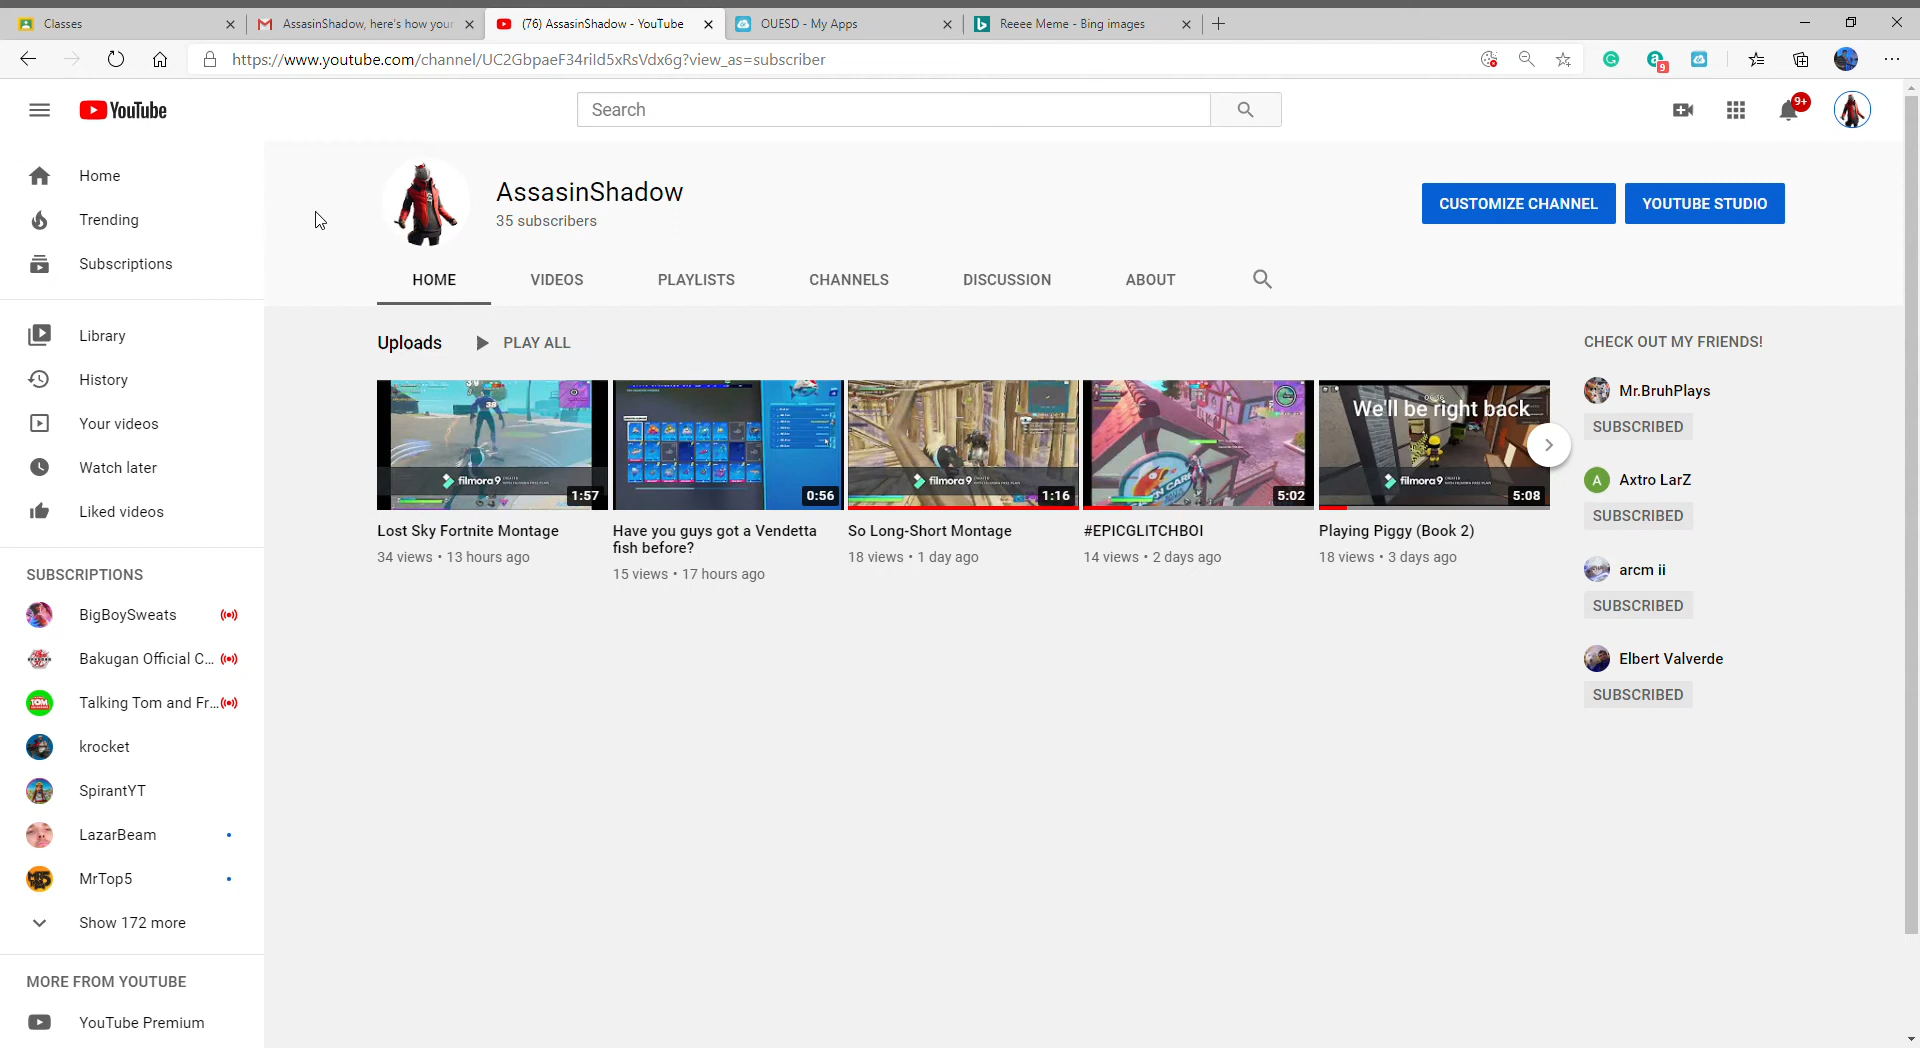 Classes
AssasinShadow, here's how your
(76) AssasinShadow - YouTube
OUESD - My Apps
Reeee Meme - Bing images
https://www.youtube.com/channel/UC2GbpaeF34riId5xRsVdx6g?view_as=subscriber
9
YouTube
Search
9+
Home
Trending
Subscriptions
Library
History
Your videos
Watch later
Liked videos
SUBSCRIPTIONS
BigBoySweats
Bakugan Official C...
Talking Tom and Fr...
krocket
SpirantYT
LazarBeam
MrTop5
Show 172 more
MORE FROM YOUTUBE
YouTube Premium
AssasinShadow
35 subscribers
CUSTOMIZE CHANNEL
YOUTUBE STUDIO
HOME
VIDEOS
PLAYLISTS
CHANNELS
DISCUSSION
ABOUT
Uploads
PLAY ALL
38
filmora9
1:57
Lost Sky Fortnite Montage
34 views • 13 hours ago
0:56
Have you guys got a Vendetta
fish before?
15 views • 17 hours ago
filmora9
1:16
So Long-Short Montage
18 views • 1 day ago
5:02
#EPICGLITCHBOI
14 views • 2 days ago
We'll be right back
filmora9
5:08
Playing Piggy (Book 2)
18 views • 3 days ago
CHECK OUT MY FRIENDS!
Mr.BruhPlays
SUBSCRIBED
A
Axtro LarZ
SUBSCRIBED
arcm ii
SUBSCRIBED
Elbert Valverde
SUBSCRIBED